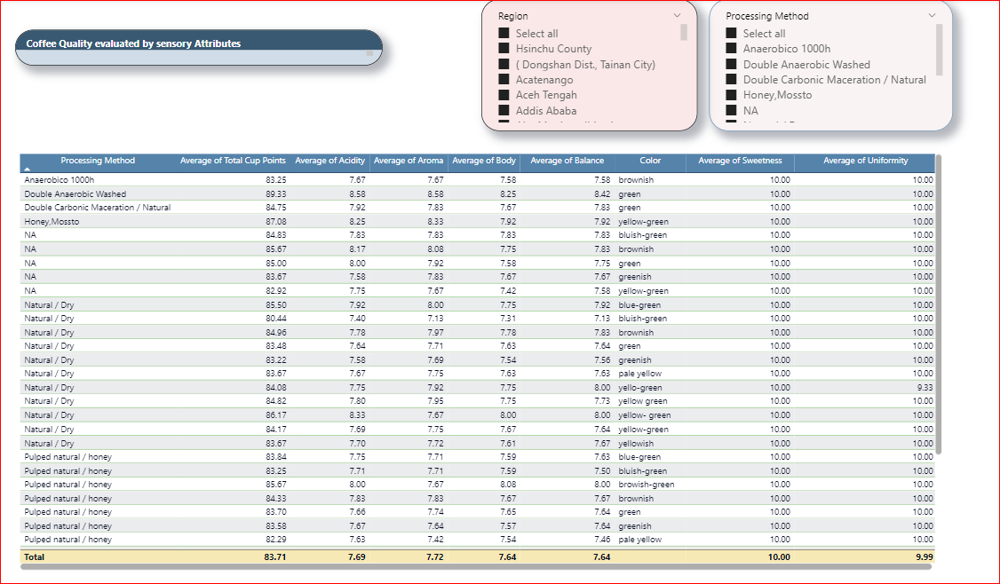 Coffee Quality evaluated by sensory Attributes
Region
Select all
Hsinchu County
( Dongshan Dist., Tainan City)
Acatenango
Aceh Tengah
Addis Ababa
Processing Method
Select all
Anaerobico 1000h
Double Anaerobic Washed
Double Carbonic Maceration / Natural
Honey,Mossto
NA
Processing Method Average of Total Cup Points Average of Acidity Average of Aroma Average of Body Average of Balance Color Average of Sweetness Average of Uniformity
Anaerobico 1000h 83.25 7.67 7.67 7.58 7.58 brownish 10.00 10.00
Double Anaerobic Washed 89.33 8.58 8.58 8.25 8.42 green 10.00 10.00
Double Carbonic Maceration / Natural 84.75 7.92 7.83 7.67 7.83 green 10.00 10.00
Honey,Mossto 87.08 8.25 8.33 7.92 7.92 yellow-green 10.00 10.00
NA 84.83 7.83 7.83 7.83 7.83 bluish-green 10.00 10.00
NA 85.67 8.17 8.08 7.75 7.83 brownish 10.00 10.00
NA 85.00 8.00 7.92 7.58 7.75 green 10.00 10.00
NA 83.67 7.58 7.83 7.67 7.67 greenish 10.00 10.00
NA 82.92 7.75 7.67 7.42 7.58 yellow-green 10.00 10.00
Natural / Dry 85.50 7.92 8.00 7.75 7.92 blue-green 10.00 10.00
Natural / Dry 80.44 7.40 7.13 7.31 7.13 bluish-green 10.00 10.00
Natural / Dry 84.96 7.78 7.97 7.78 7.83 brownish 10.00 10.00
Natural / Dry 83.48 7.64 7.71 7.63 7.64 green 10.00 10.00
Natural / Dry 83.22 7.58 7.69 7.54 7.56 greenish 10.00 10.00
Natural / Dry 83.67 7.67 7.75 7.63 7.63 pale yellow 10.00 10.00
Natural / Dry 84.08 7.75 7.92 7.75 8.00 yello-green 10.00 9.33
Natural / Dry 84.82 7.80 7.95 7.75 7.73 yellow green 10.00 10.00
Natural / Dry 86.17 8.33 7.67 8.00 8.00 yellow- green 10.00 10.00
Natural / Dry 84.17 7.69 7.75 7.67 7.64 yellow-green 10.00 10.00
Natural / Dry 83.67 7.70 7.72 7.61 7.67 yellowish 10.00 10.00
Pulped natural / honey 83.84 7.75 7.71 7.59 7.63 blue-green 10.00 10.00
Pulped natural / honey 83.25 7.71 7.71 7.59 7.50 bluish-green 10.00 10.00
Pulped natural / honey 85.67 8.00 7.67 8.08 8.00 browish-green 10.00 10.00
Pulped natural / honey 84.33 7.83 7.83 7.67 7.67 brownish 10.00 10.00
Pulped natural / honey 83.70 7.66 7.74 7.65 7.64 green 10.00 10.00
Pulped natural / honey 83.58 7.67 7.64 7.57 7.64 greenish 10.00 10.00
Pulped natural / honey 82.29 7.63 7.42 7.54 7.46 pale yellow 10.00 10.00
Total 83.71 7.69 7.72 7.64 7.64 10.00 9.99